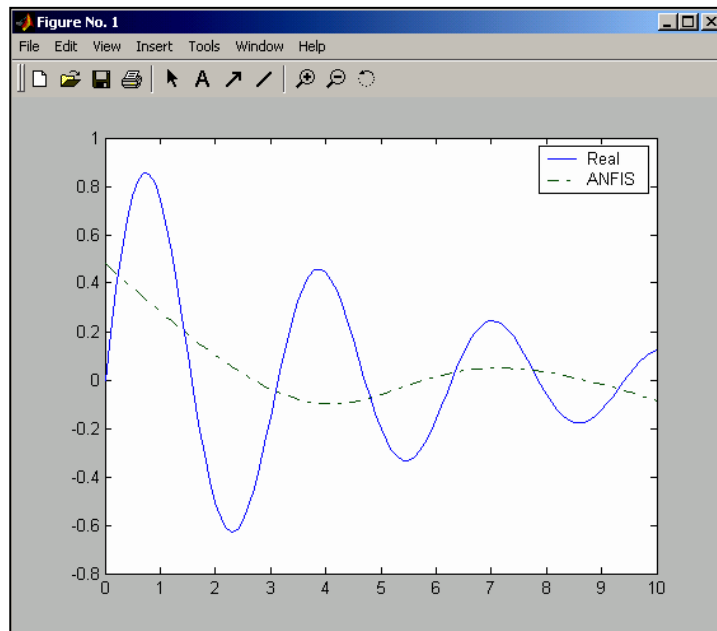 Figure No. 1
File Edit View Insert Tools Window Help
A
1
0.8
0.6
0.4
0.2
0
-0.2
-0.4
-0.6
-0.8
0 1 2 3 4 5 6 7 8 9 10
Real
ANFIS